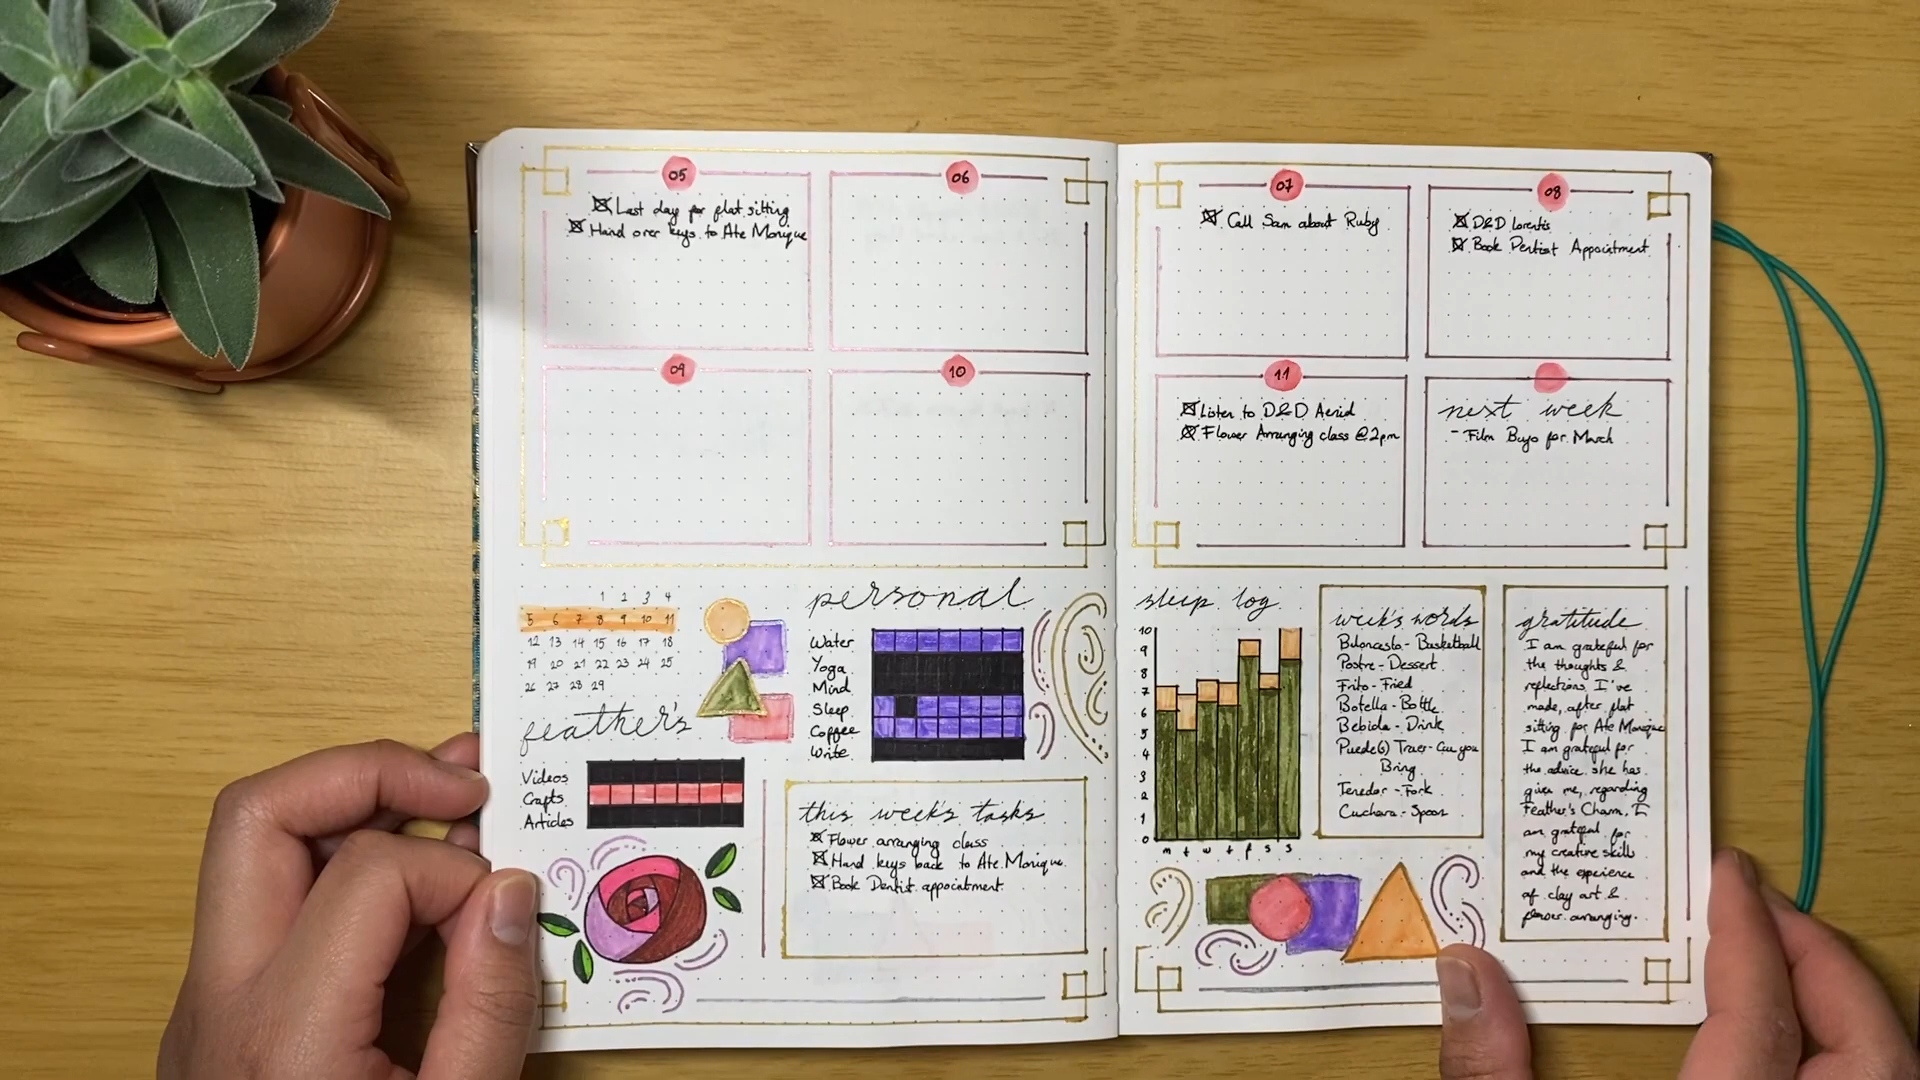 05
Last day for flat sitting
Hand over keys to Ate Monique
06
07
Call Sam about Ruby
08
D&D Lorentis
Book Dentist Appointment
09
10
11
Listen to D&D Aerid
Flower Arranging class @2pm
next week
- Film Bujo for March
1 2 3 4
5 6 7 8 9 10 11
12 13 14 15 16 17 18
19 20 21 22 23 24 25
26 27 28 29
feather's
Videos
Crafts
Articles
personal
Water
Yoga
Mind
Sleep
Coffee
Write
this week's tasks
Flower arranging class
Hand keys back to Ate Monique
Book Dentist appointment
sleep log
10
9
8
7
6
5
4
3
2
1
0
m t w t f s s
week's words
Baloncesto - Basketball
Postre - Dessert
Frito - Fried
Botella - Bottle
Bebida - Drink
Puede(s) Traer - Can you
Bring
Tenedor - Fork
Cuchara - Spoon
gratitude
I am grateful for
the thoughts &
reflections I've
made, after flat
sitting for Ate Monique
I am grateful for
the advice she has
given me, regarding
Feather's Charm. I
am grateful for
my creative skill
and the experience
of clay art &
flower arranging.